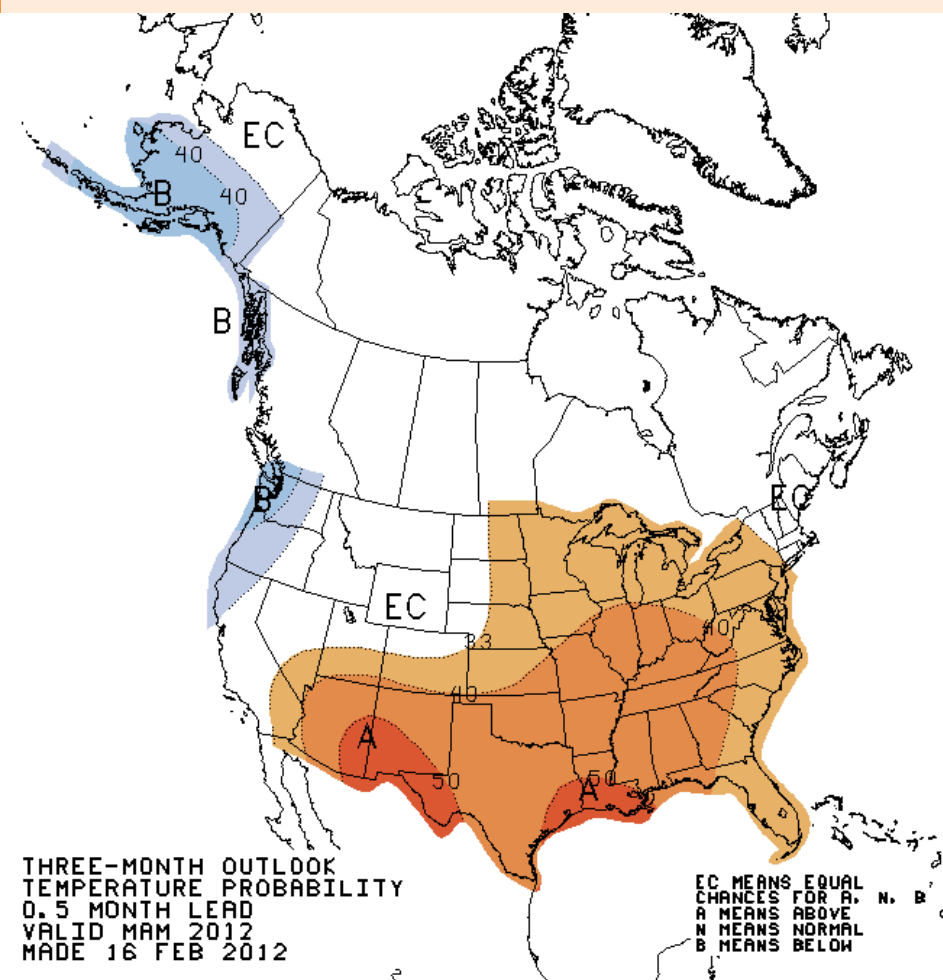 EC
40
B
40
B
B
EC
EC
33
40
40
A
50
50
A
THREE-MONTH OUTLOOK
TEMPERATURE PROBABILITY
0.5 MONTH LEAD
VALID MAM 2012
MADE 16 FEB 2012
EC MEANS EQUAL
CHANCES FOR A, N, B
A MEANS ABOVE
N MEANS NORMAL
B MEANS BELOW